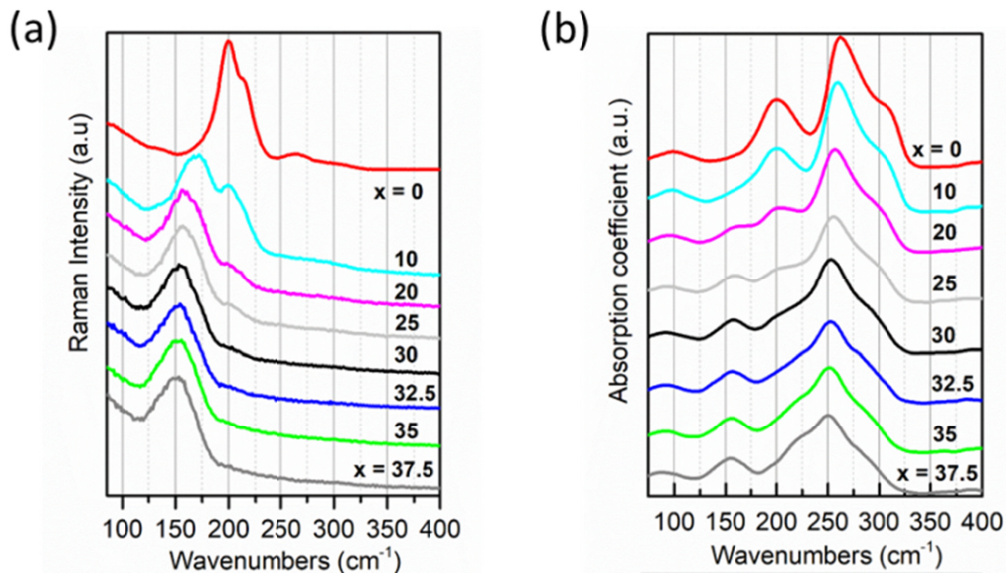 (a)
Raman Intensity (a.u)
x = 0
10
20
25
30
32.5
35
x = 37.5
100 150 200 250 300 350 400
Wavenumbers (cm⁻¹)
(b)
Absorption coefficient (a.u.)
x = 0
10
20
25
30
32.5
35
x = 37.5
100 150 200 250 300 350 400
Wavenumbers (cm⁻¹)